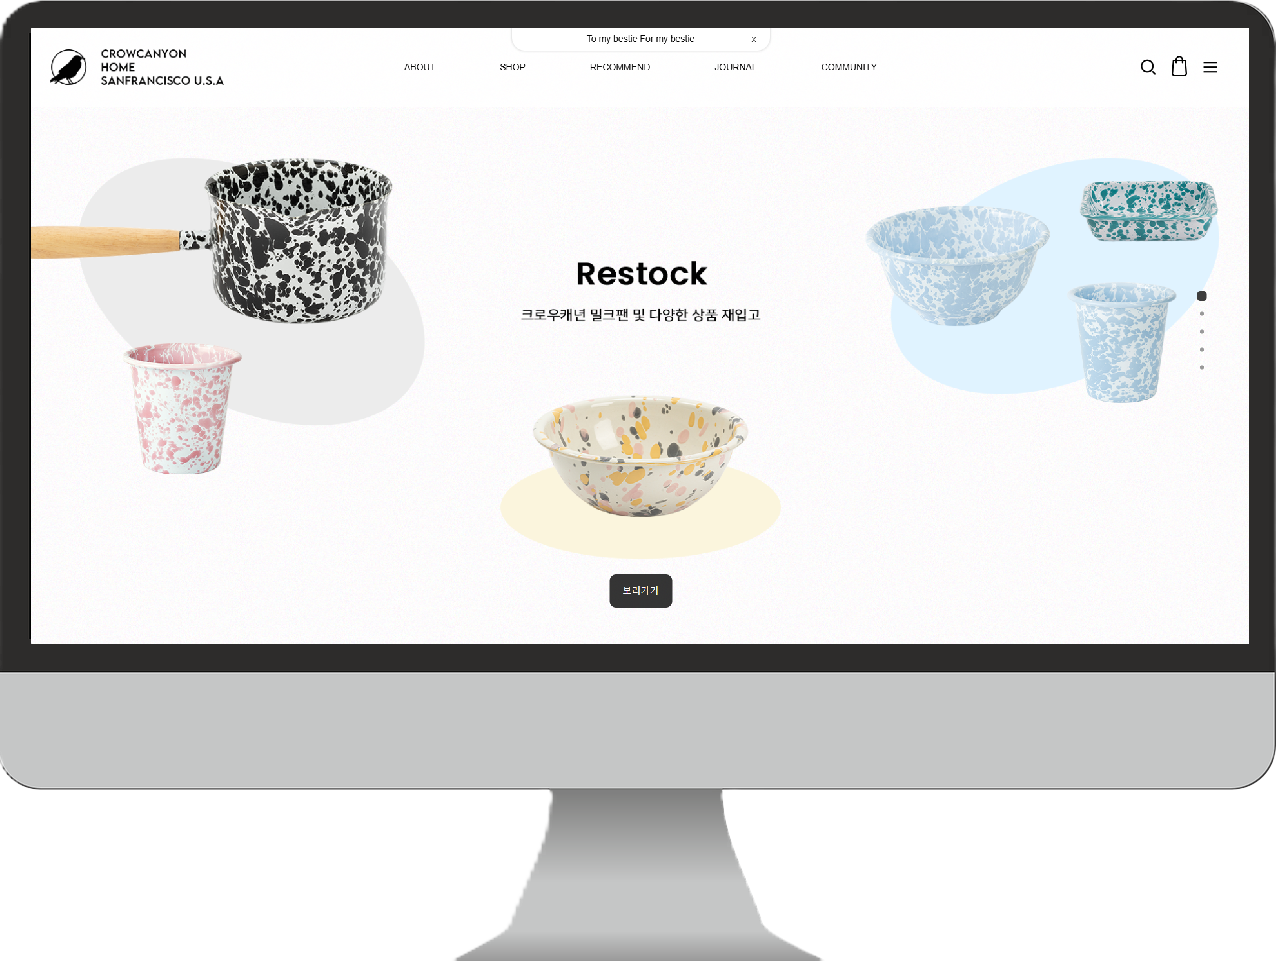 To my bestie For my bestie x
CROWCANYON
HOME
SANFRANCISCO U.S.A
ABOUT SHOP RECOMMEND JOURNAL COMMUNITY
Restock
크로우캐년 밀크팬 및 다양한 상품 재입고
보러가기